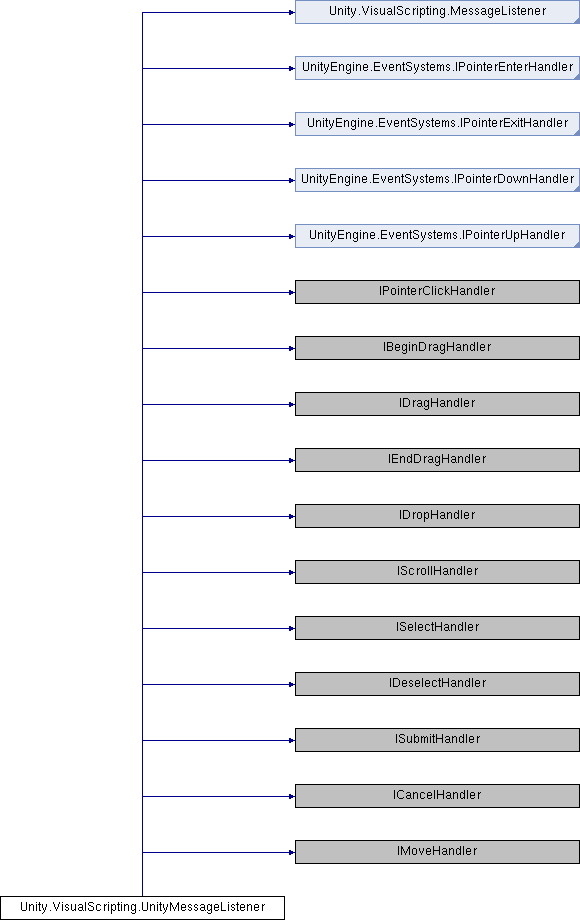 Unity.VisualScripting.MessageListener
UnityEngine.EventSystems.IPointerEnterHandler
UnityEngine.EventSystems.IPointerExitHandler
UnityEngine.EventSystems.IPointerDownHandler
UnityEngine.EventSystems.IPointerUpHandler
IPointerClickHandler
IBeginDragHandler
IDragHandler
IEndDragHandler
IDropHandler
IScrollHandler
ISelectHandler
IDeselectHandler
ISubmitHandler
ICancelHandler
IMoveHandler
Unity.VisualScripting.UnityMessageListener